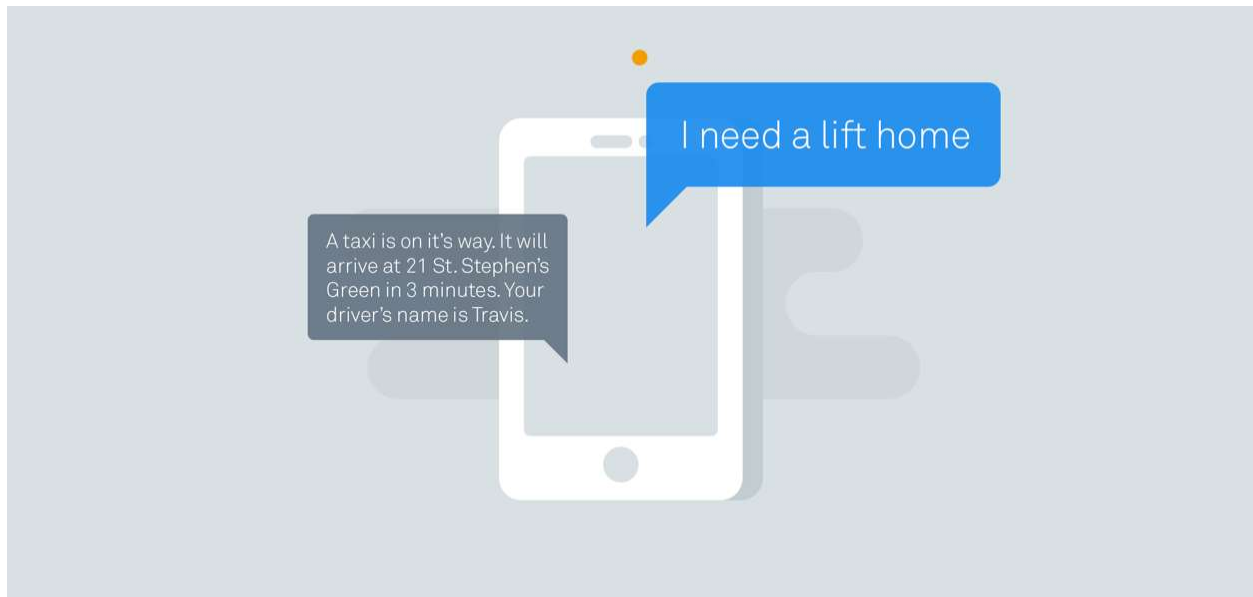 I need a lift home
A taxi is on it's way. It will
arrive at 21 St. Stephen's
Green in 3 minutes. Your
driver's name is Travis.